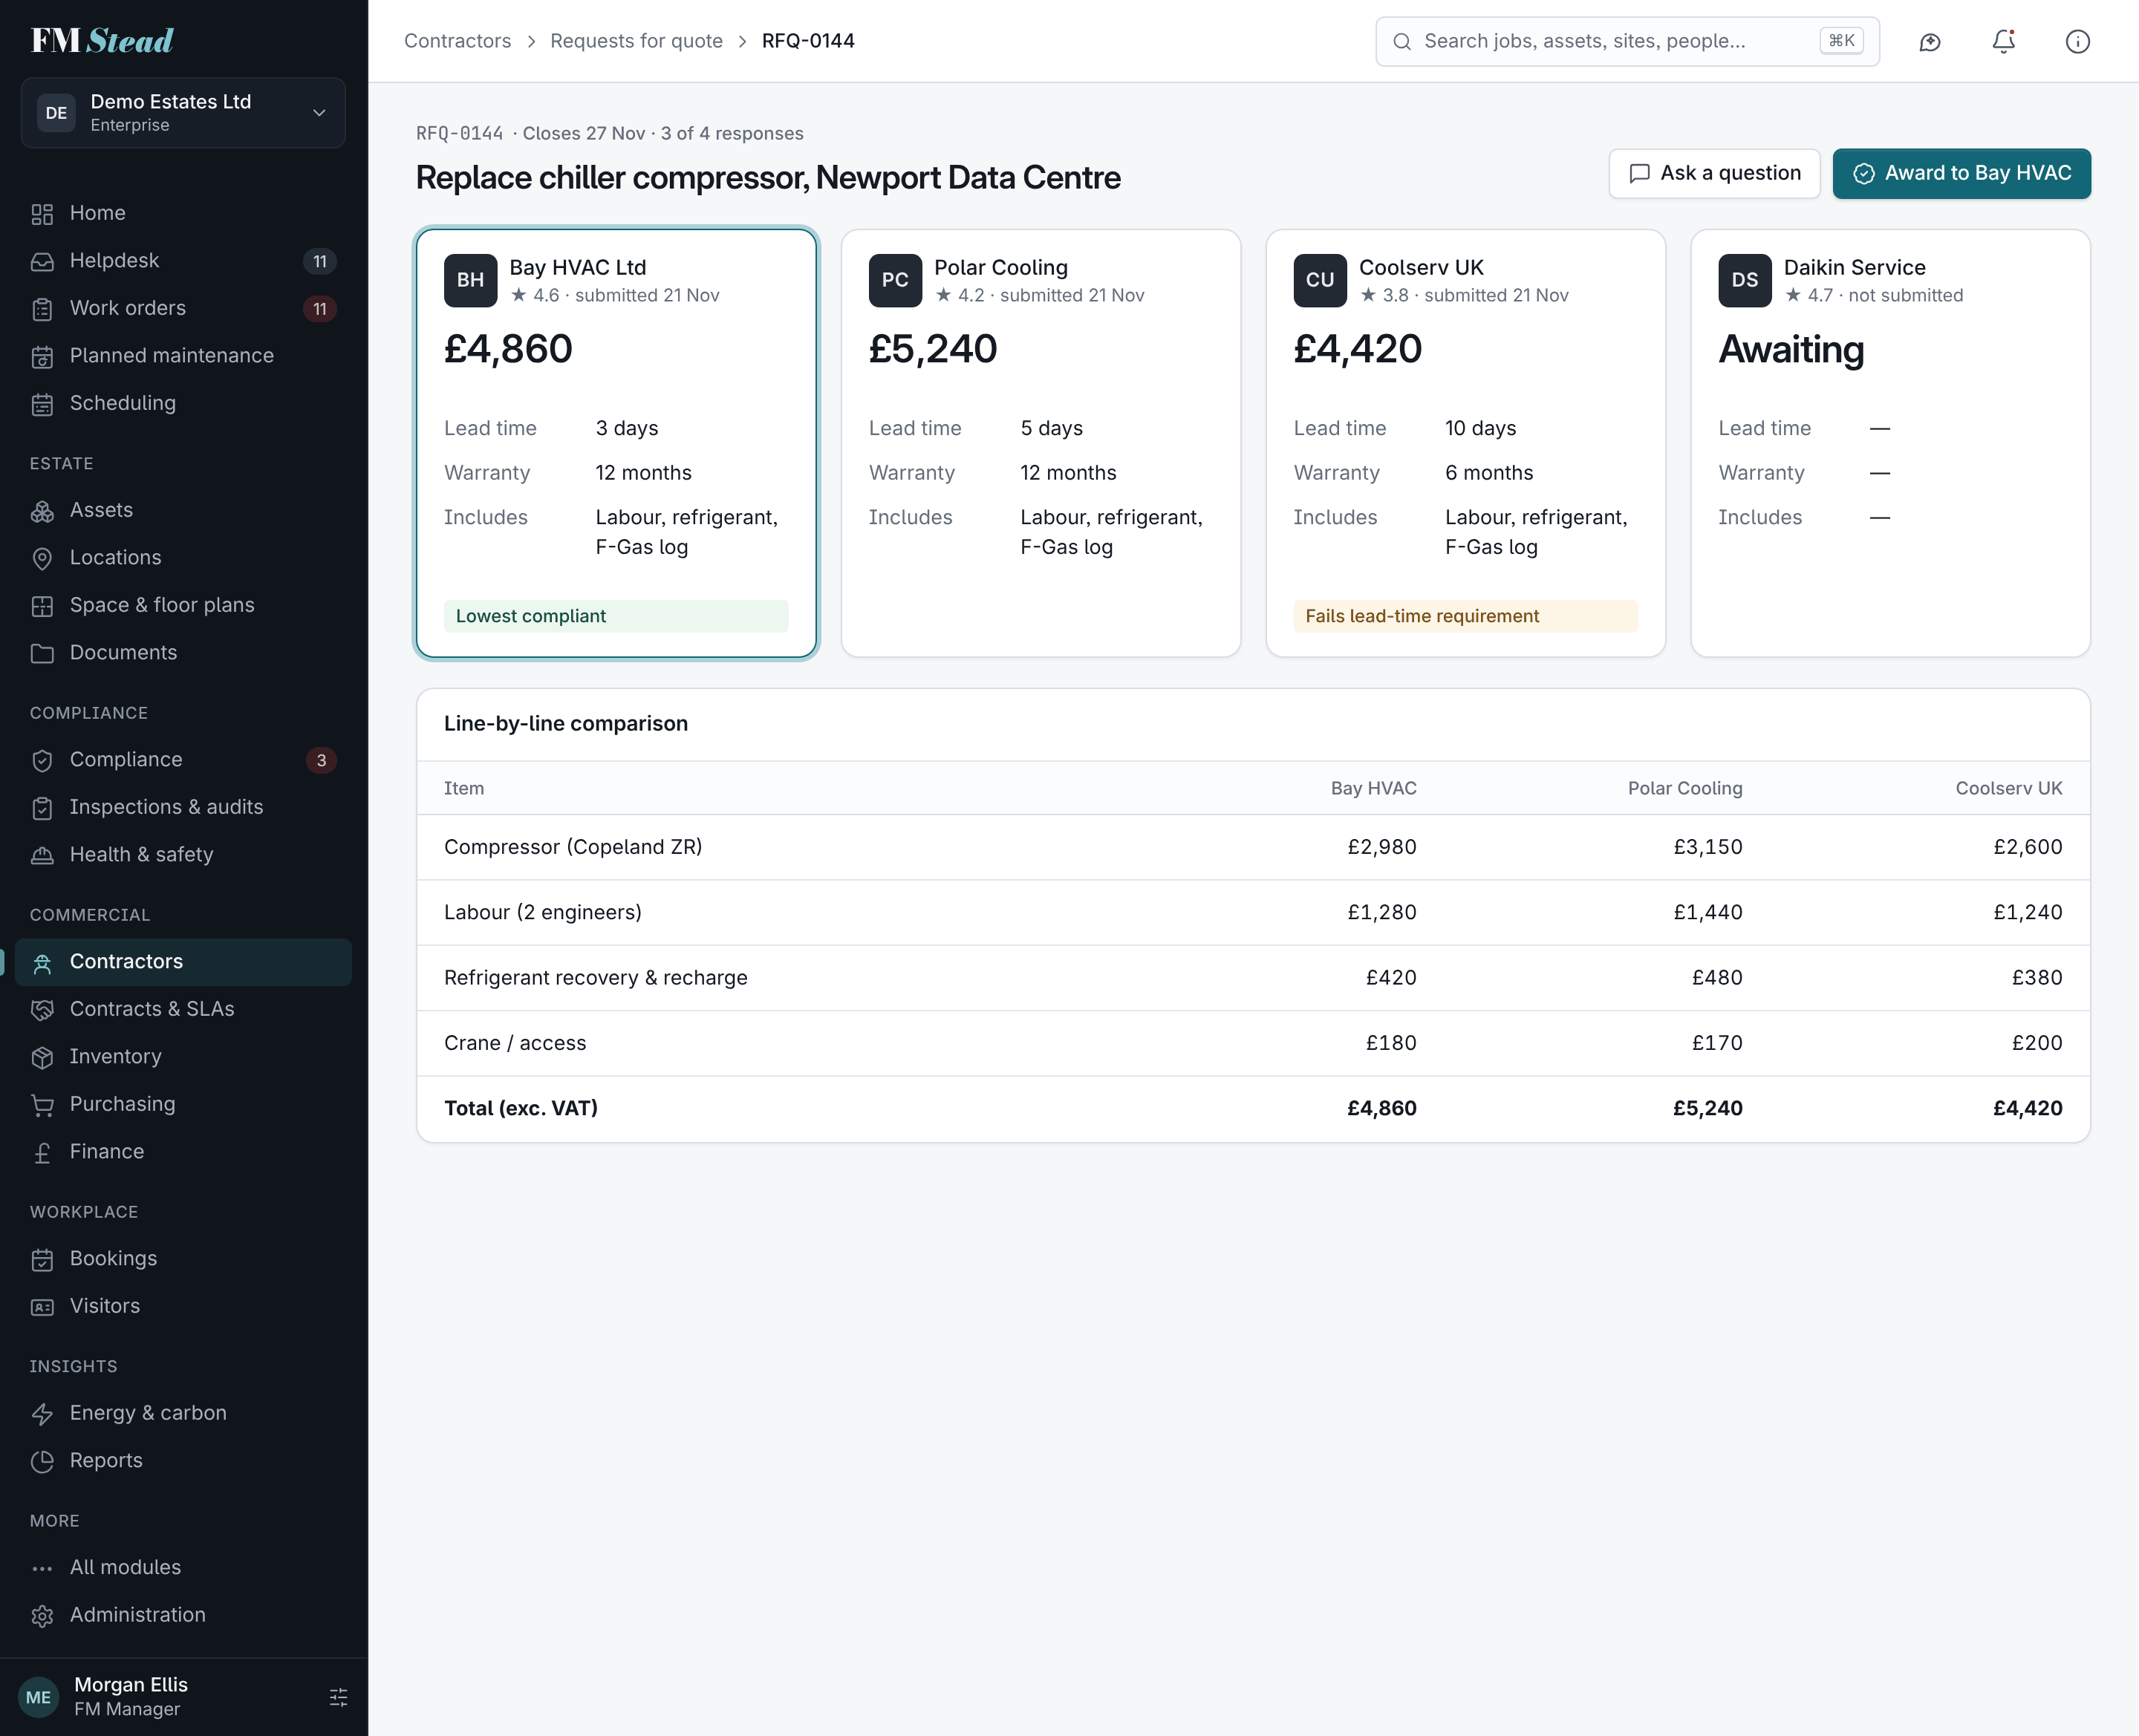 FM Stead
DE
Demo Estates Ltd
Enterprise
Home
Helpdesk 11
Work orders 11
Planned maintenance
Scheduling
ESTATE
Assets
Locations
Space & floor plans
Documents
COMPLIANCE
Compliance 3
Inspections & audits
Health & safety
COMMERCIAL
Contractors
Contracts & SLAs
Inventory
Purchasing
Finance
WORKPLACE
Bookings
Visitors
INSIGHTS
Energy & carbon
Reports
MORE
All modules
Administration
ME
Morgan Ellis
FM Manager
Contractors > Requests for quote > RFQ-0144
Search jobs, assets, sites, people... ⌘K
RFQ-0144 · Closes 27 Nov · 3 of 4 responses
Replace chiller compressor, Newport Data Centre
Ask a question
Award to Bay HVAC
BH
Bay HVAC Ltd
★ 4.6 · submitted 21 Nov
£4,860
Lead time 3 days
Warranty 12 months
Includes Labour, refrigerant,
F-Gas log
Lowest compliant
PC
Polar Cooling
★ 4.2 · submitted 21 Nov
£5,240
Lead time 5 days
Warranty 12 months
Includes Labour, refrigerant,
F-Gas log
CU
Coolserv UK
★ 3.8 · submitted 21 Nov
£4,420
Lead time 10 days
Warranty 6 months
Includes Labour, refrigerant,
F-Gas log
Fails lead-time requirement
DS
Daikin Service
★ 4.7 · not submitted
Awaiting
Lead time —
Warranty —
Includes —
Line-by-line comparison
Item Bay HVAC Polar Cooling Coolserv UK
Compressor (Copeland ZR) £2,980 £3,150 £2,600
Labour (2 engineers) £1,280 £1,440 £1,240
Refrigerant recovery & recharge £420 £480 £380
Crane / access £180 £170 £200
Total (exc. VAT) £4,860 £5,240 £4,420